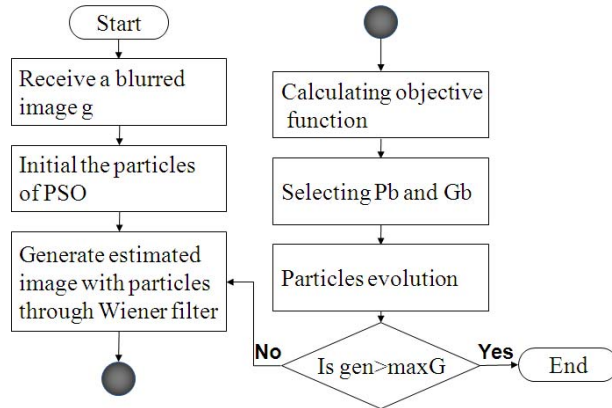 Start
Receive a blurred
image g
Initial the particles
of PSO
Generate estimated
image with particles
through Wiener filter
Calculating objective
function
Selecting Pb and Gb
Particles evolution
Is gen>maxG
No
Yes
End